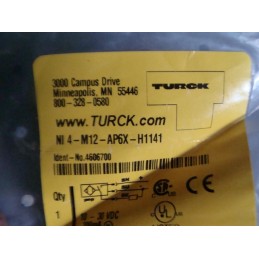 3000 Campus Drive
Minneapolis, MN 55446
800-328-0580
TURCK
www.TURCK.com
NI 4-M12-AP6X-H1141
Ident-No. 4606700
Qty
1
10 - 30 VDC